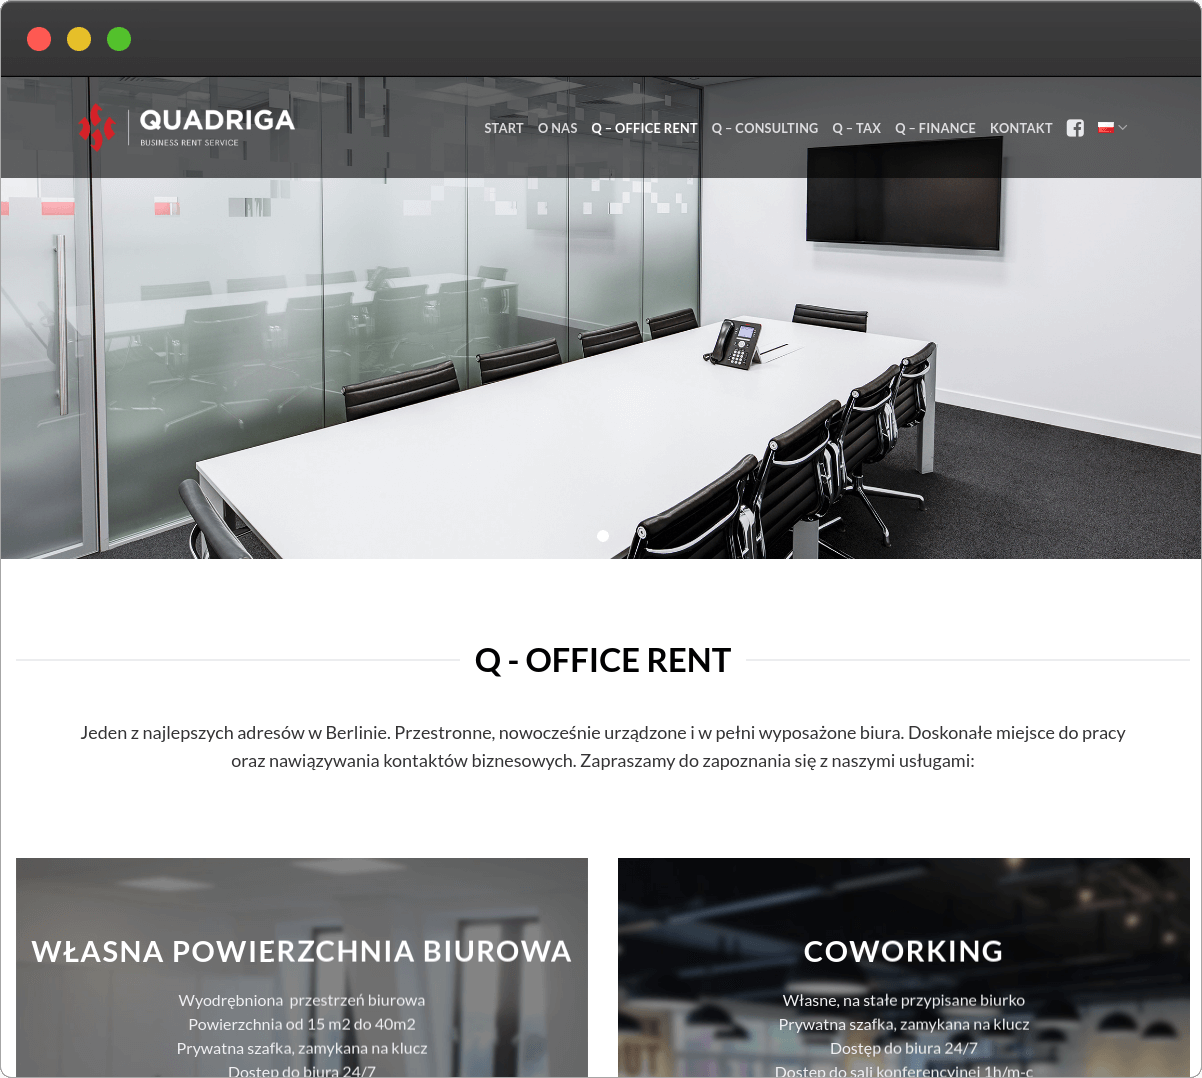 QUADRIGA
BUSINESS RENT SERVICE
START O NAS Q – OFFICE RENT Q – CONSULTING Q – TAX Q – FINANCE KONTAKT
Q - OFFICE RENT
Jeden z najlepszych adresów w Berlinie. Przestronne, nowocześnie urządzone i w pełni wyposażone biura. Doskonałe miejsce do pracy
oraz nawiązywania kontaktów biznesowych. Zapraszamy do zapoznania się z naszymi usługami:
WŁASNA POWIERZCHNIA BIUROWA
Wyodrębniona przestrzeń biurowa
Powierzchnia od 15 m2 do 40m2
Prywatna szafka, zamykana na klucz
Dostęp do biura 24/7
COWORKING
Własne, na stałe przypisane biurko
Prywatna szafka, zamykana na klucz
Dostęp do biura 24/7
Dostęp do sali konferencyjnej 1h/m-c